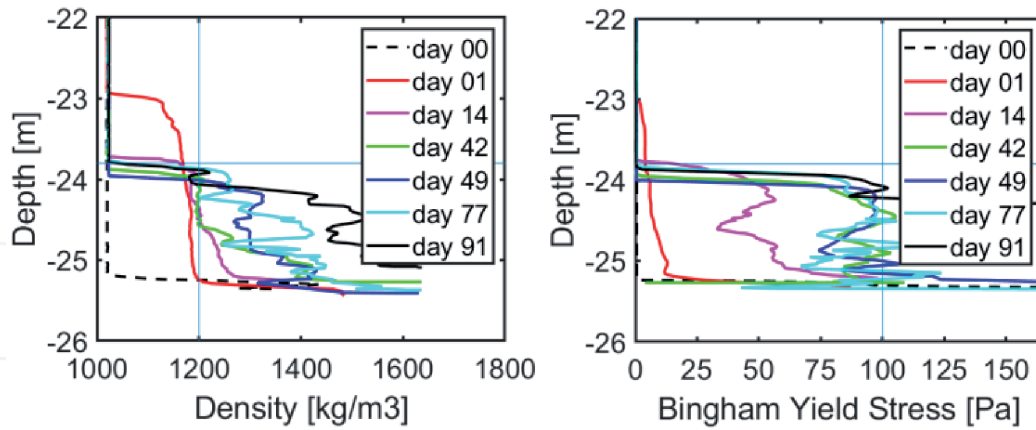 -22
-23
-24
-25
-26
Depth [m]
1000
1200
1400
1600
1800
Density [kg/m3]
day 00
day 01
day 14
day 42
day 49
day 77
day 91
-22
-23
-24
-25
-26
Depth [m]
0
25
50
75
100
125
150
Bingham Yield Stress [Pa]
day 00
day 01
day 14
day 42
day 49
day 77
day 91